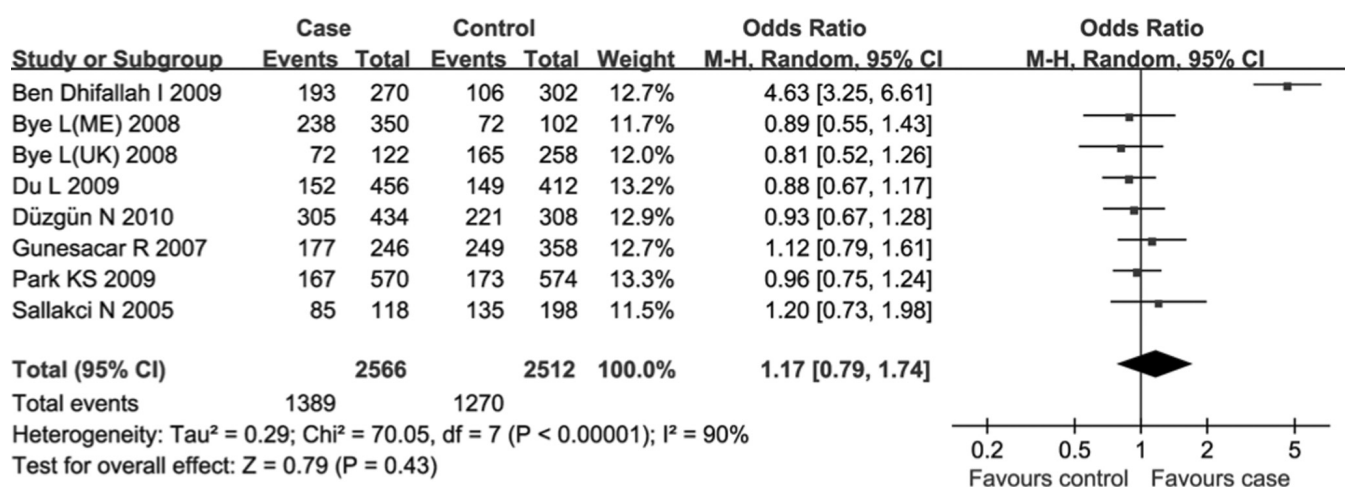 Case Control Odds Ratio Odds Ratio
Study or Subgroup Events Total Events Total Weight M-H, Random, 95% CI M-H, Random, 95% CI
Ben Dhifallah I 2009 193 270 106 302 12.7% 4.63 [3.25, 6.61]
Bye L(ME) 2008 238 350 72 102 11.7% 0.89 [0.55, 1.43]
Bye L(UK) 2008 72 122 165 258 12.0% 0.81 [0.52, 1.26]
Du L 2009 152 456 149 412 13.2% 0.88 [0.67, 1.17]
Düzgün N 2010 305 434 221 308 12.9% 0.93 [0.67, 1.28]
Gunesacar R 2007 177 246 249 358 12.7% 1.12 [0.79, 1.61]
Park KS 2009 167 570 173 574 13.3% 0.96 [0.75, 1.24]
Sallakci N 2005 85 118 135 198 11.5% 1.20 [0.73, 1.98]
Total (95% CI) 2566 2512 100.0% 1.17 [0.79, 1.74]
Total events 1389 1270
Heterogeneity: Tau² = 0.29; Chi² = 70.05, df = 7 (P < 0.00001); I² = 90%
Test for overall effect: Z = 0.79 (P = 0.43)
0.2 0.5 1 2 5
Favours control Favours case